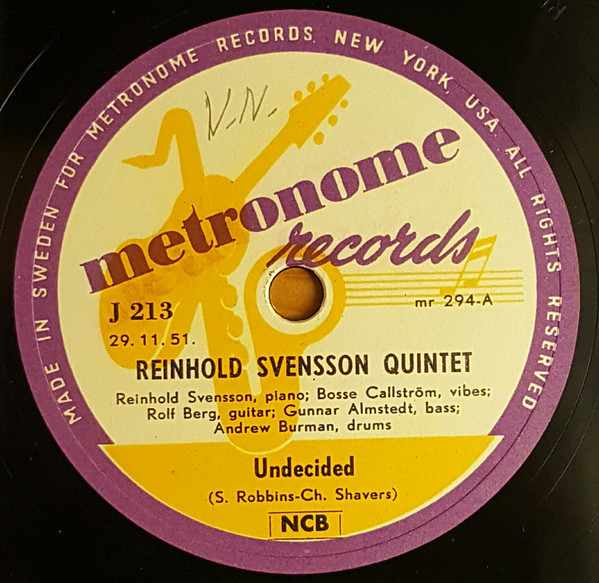 MADE IN SWEDEN FOR METRONOME RECORDS, NEW YORK, USA. ALL RIGHTS RESERVED
V.N.
metronome
records
J 213
mr 294-A
29. 11. 51.
REINHOLD SVENSSON QUINTET
Reinhold Svensson, piano; Bosse Callström, vibes;
Rolf Berg, guitar; Gunnar Almstedt, bass;
Andrew Burman, drums
Undecided
(S. Robbins-Ch. Shavers)
NCB